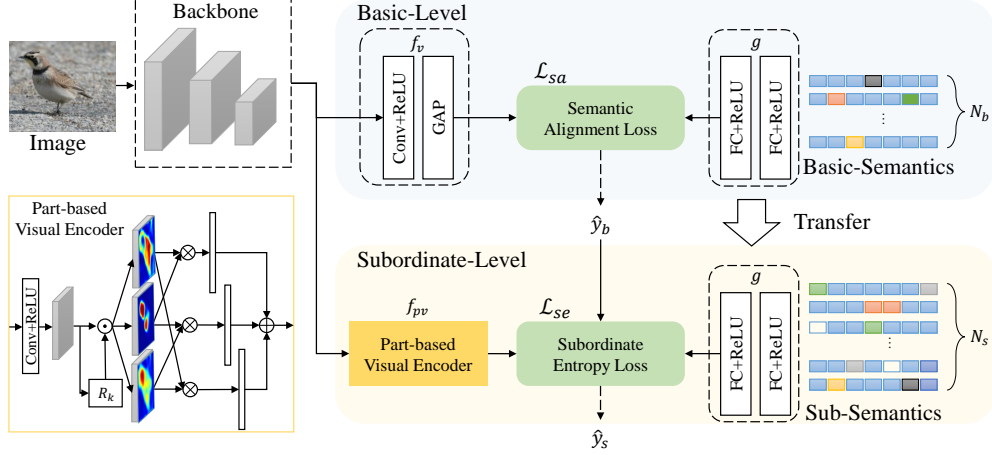 Backbone
Image
Basic-Level
f_v
Conv+ReLU
GAP
ℒ_sa
Semantic
Alignment Loss
g
FC+ReLU
FC+ReLU
...
N_b
Basic-Semantics
ŷ_b
Transfer
Part-based
Visual Encoder
Conv+ReLU
R_k
Subordinate-Level
f_pv
Part-based
Visual Encoder
ℒ_se
Subordinate
Entropy Loss
g
FC+ReLU
FC+ReLU
...
N_s
Sub-Semantics
ŷ_s